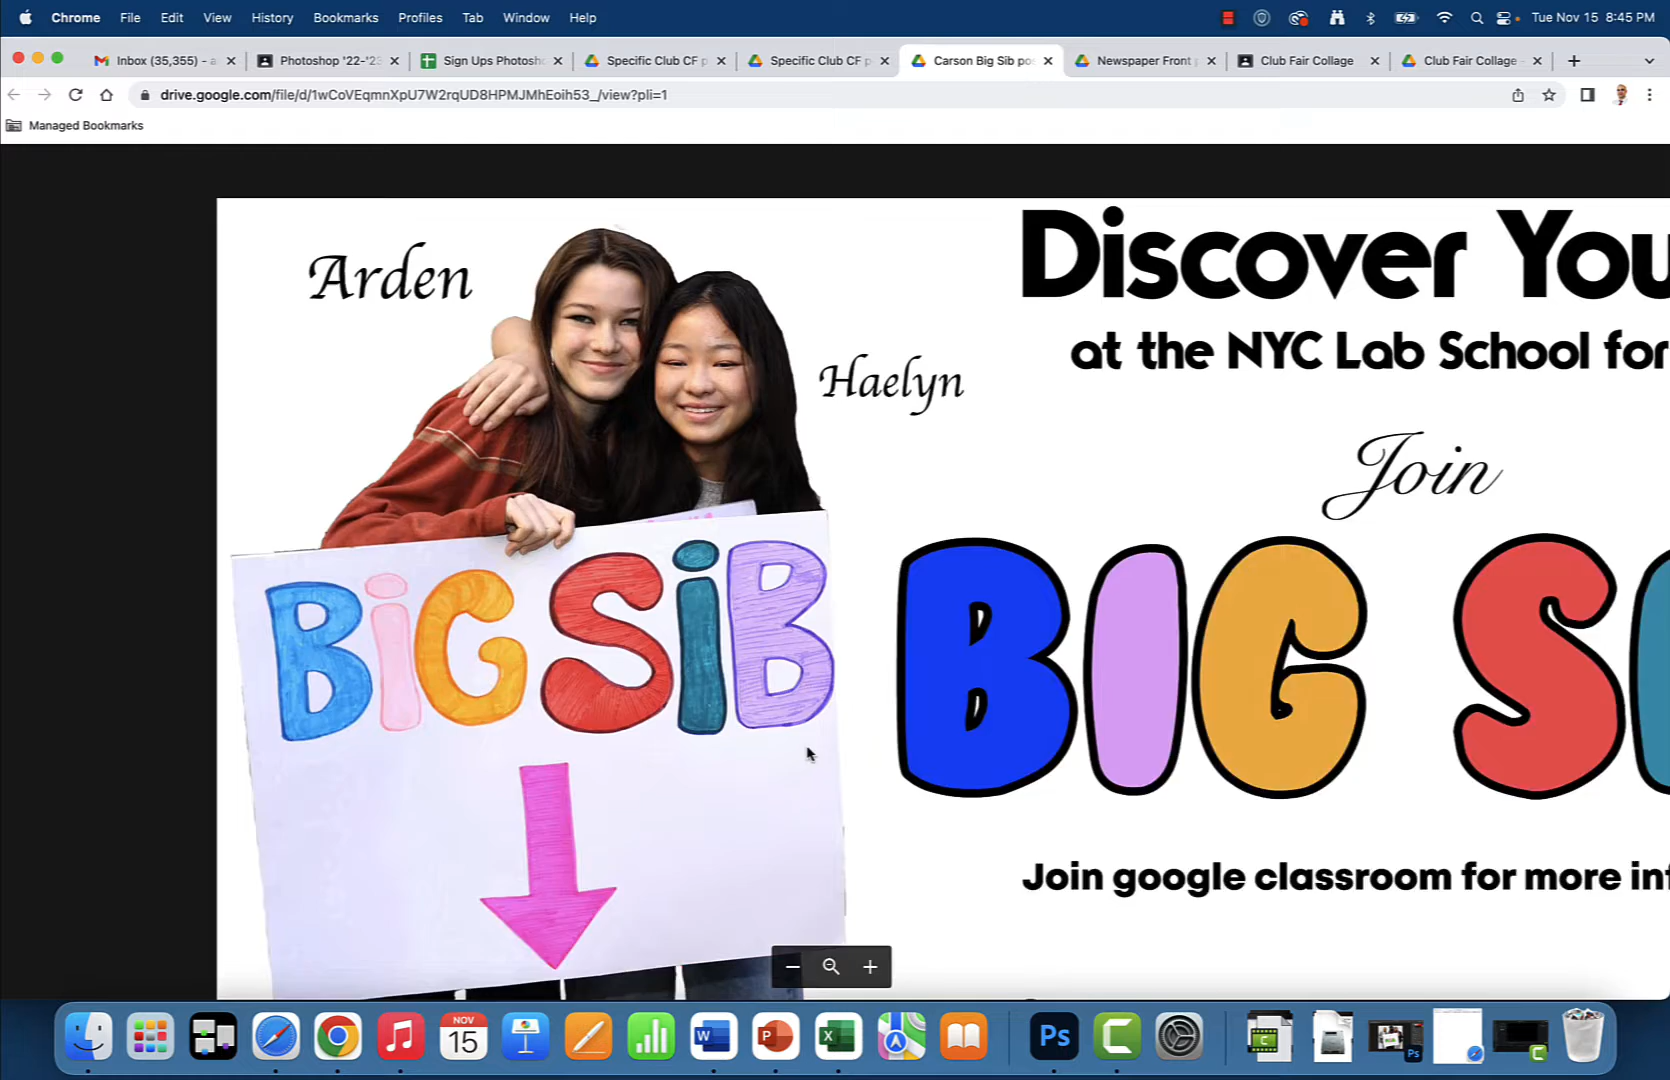 Chrome File Edit View History Bookmarks Profiles Tab Window Help Tue Nov 15 8:45 PM
Inbox (35,355) - Photoshop '22-'23 Sign Ups Photosh Specific Club CF p Specific Club CF p Carson Big Sib po Newspaper Front Club Fair Collage Club Fair Collage -
drive.google.com/file/d/1wCoVEqmnXpU7W2rqUD8HPMJMhEoih53_/view?pli=1
Managed Bookmarks
Discover You
Arden
at the NYC Lab School for
Haelyn
Join
BiG SiB
BIG S
Join google classroom for more inf
NOV
15
W P X Ps C